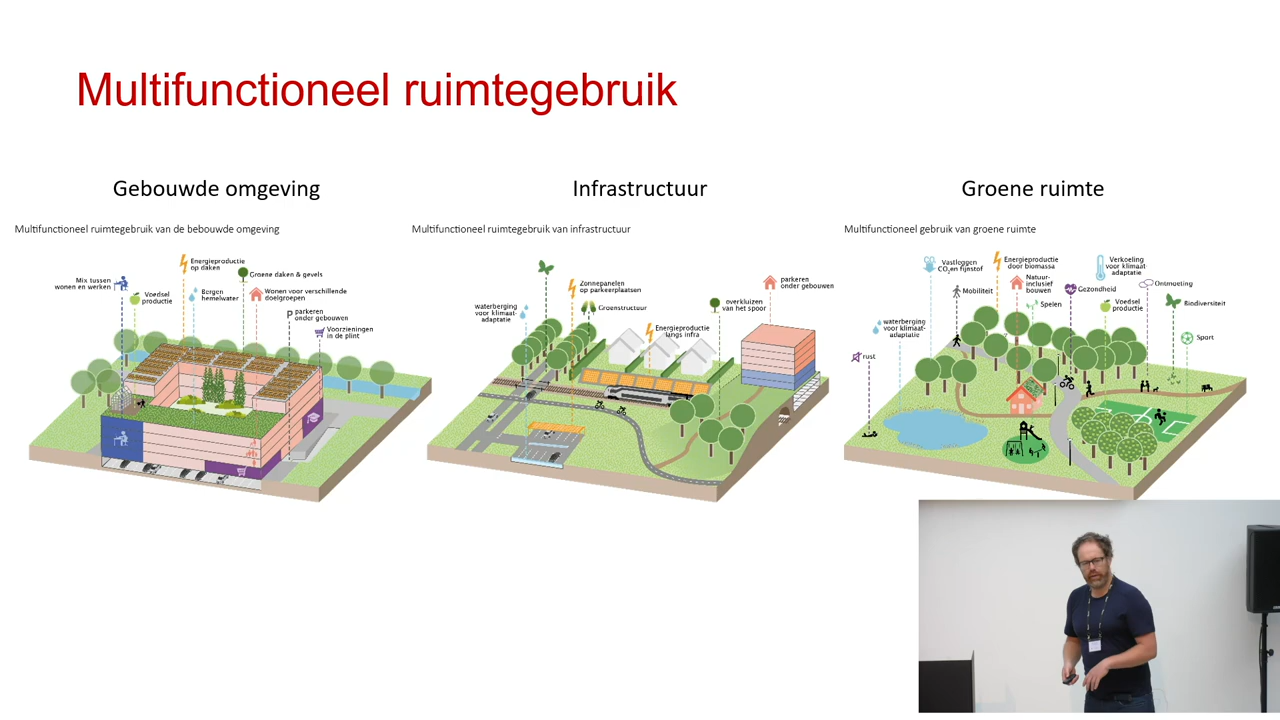 Multifunctioneel ruimtegebruik
Gebouwde omgeving
Multifunctioneel ruimtegebruik van de bebouwde omgeving
Mix tussen
wonen en werken
Voedsel
productie
Energieproductie
op daken
Bergen
hemelwater
Groene daken & gevels
Wonen voor verschillende
doelgroepen
P parkeren
onder gebouwen
Voorzieningen
in de plint
Infrastructuur
Multifunctioneel ruimtegebruik van infrastructuur
waterberging
voor klimaat-
adaptatie
Zonnepanelen
op parkeerplaatsen
Groenstructuur
Energieproductie
langs infra
overkluizen
van het spoor
parkeren
onder gebouwen
Groene ruimte
Multifunctioneel gebruik van groene ruimte
rust
waterberging
voor klimaat-
adaptatie
Vastleggen
CO₂en fijnstof
Mobiliteit
Energieproductie
door biomassa
Natuur-
inclusief
bouwen
Spelen
Gezondheid
Verkoeling
voor klimaat-
adaptatie
Voedsel
productie
Ontmoeting
Biodiversiteit
Sport